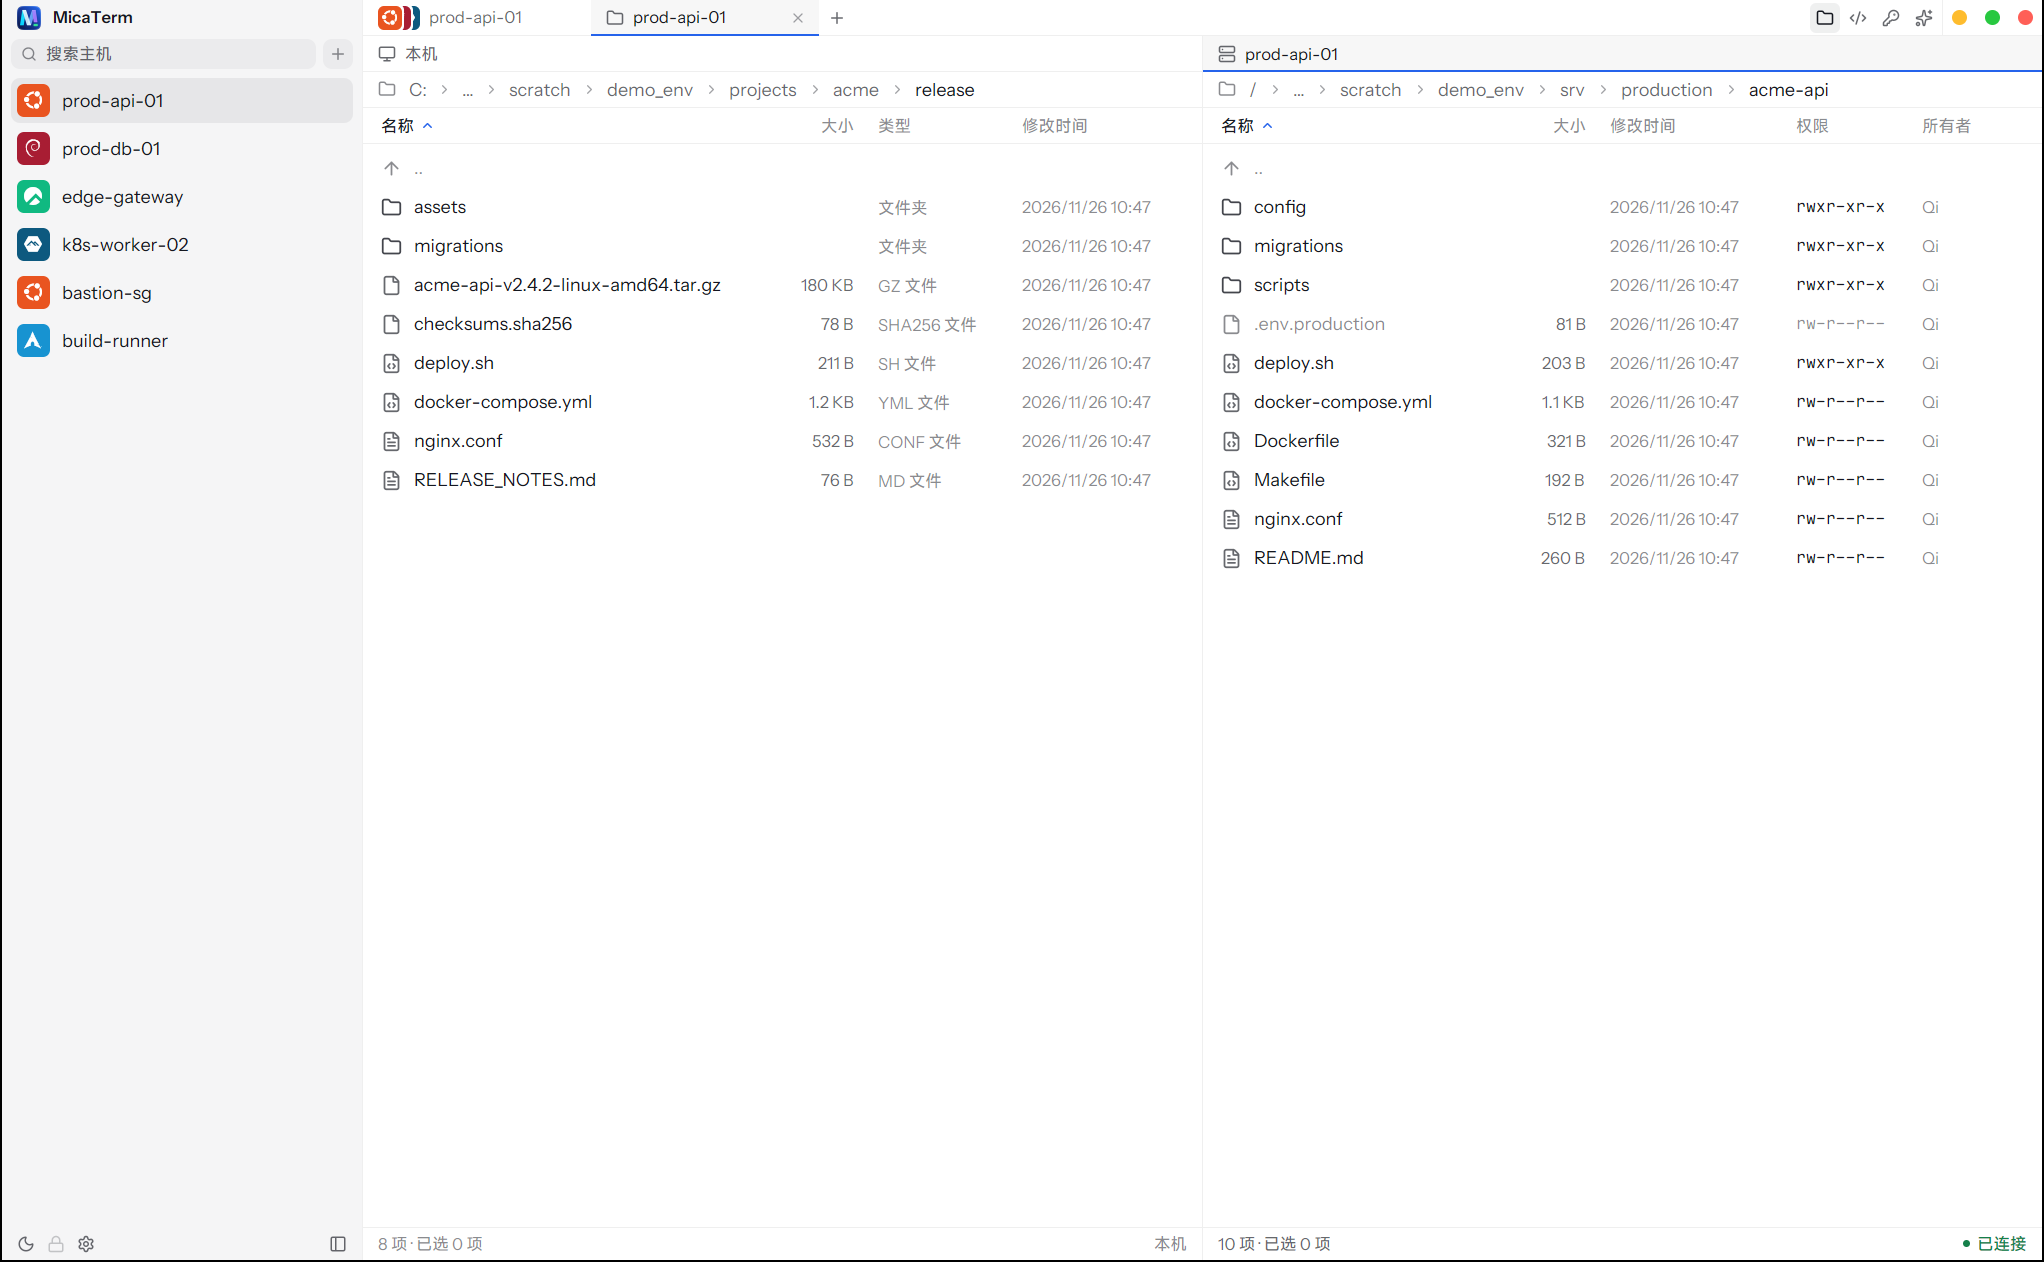 MicaTerm
搜索主机
prod-api-01
prod-db-01
edge-gateway
k8s-worker-02
bastion-sg
build-runner
prod-api-01
prod-api-01
本机
C: > ... > scratch > demo_env > projects > acme > release
名称 大小 类型 修改时间
..
assets 文件夹 2026/11/26 10:47
migrations 文件夹 2026/11/26 10:47
acme-api-v2.4.2-linux-amd64.tar.gz 180 KB GZ 文件 2026/11/26 10:47
checksums.sha256 78 B SHA256 文件 2026/11/26 10:47
deploy.sh 211 B SH 文件 2026/11/26 10:47
docker-compose.yml 1.2 KB YML 文件 2026/11/26 10:47
nginx.conf 532 B CONF 文件 2026/11/26 10:47
RELEASE_NOTES.md 76 B MD 文件 2026/11/26 10:47
8 项 · 已选 0 项 本机
prod-api-01
/ > ... > scratch > demo_env > srv > production > acme-api
名称 大小 修改时间 权限 所有者
..
config 2026/11/26 10:47 rwxr-xr-x Qi
migrations 2026/11/26 10:47 rwxr-xr-x Qi
scripts 2026/11/26 10:47 rwxr-xr-x Qi
.env.production 81 B 2026/11/26 10:47 rw-r--r-- Qi
deploy.sh 203 B 2026/11/26 10:47 rwxr-xr-x Qi
docker-compose.yml 1.1 KB 2026/11/26 10:47 rw-r--r-- Qi
Dockerfile 321 B 2026/11/26 10:47 rw-r--r-- Qi
Makefile 192 B 2026/11/26 10:47 rw-r--r-- Qi
nginx.conf 512 B 2026/11/26 10:47 rw-r--r-- Qi
README.md 260 B 2026/11/26 10:47 rw-r--r-- Qi
10 项 · 已选 0 项 已连接